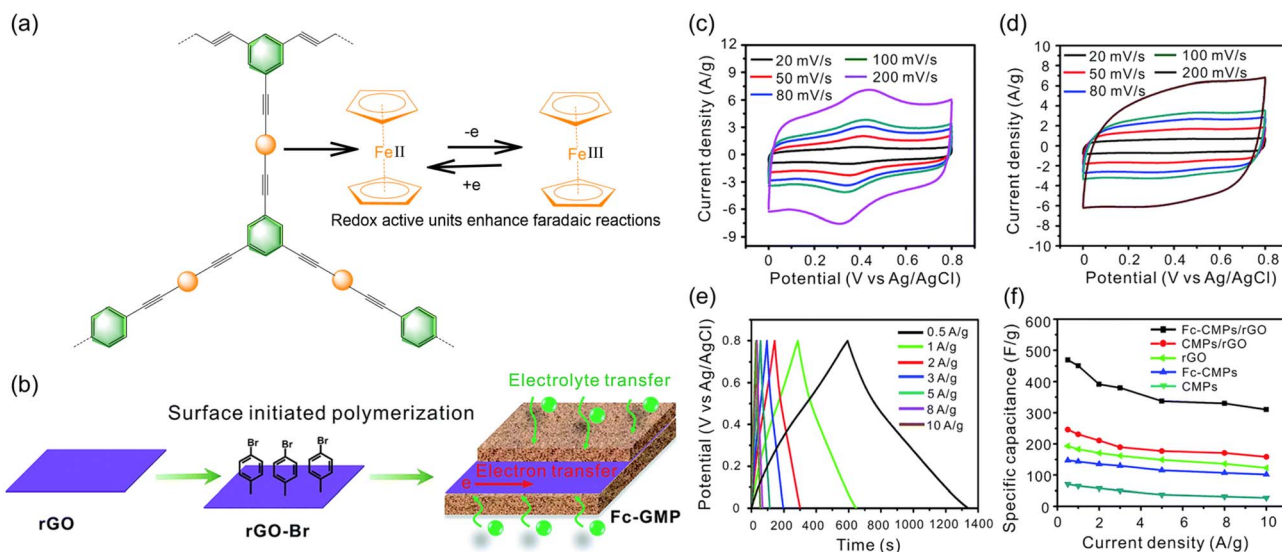 (a)
FeII
-e
+e
FeIII
Redox active units enhance faradaic reactions
(b)
Surface initiated polymerization
rGO
Br
Br
Br
rGO-Br
Electrolyte transfer
Electron transfer
e
Fc-GMP
(c)
Current density (A/g)
12
9
6
3
0
-3
-6
-9
20 mV/s
50 mV/s
80 mV/s
100 mV/s
200 mV/s
0 0.2 0.4 0.6 0.8
Potential (V vs Ag/AgCl)
(d)
Current density (A/g)
10
8
6
4
2
0
-2
-4
-6
-8
-10
20 mV/s
50 mV/s
80 mV/s
100 mV/s
200 mV/s
0 0.2 0.4 0.6 0.8
Potential (V vs Ag/AgCl)
(e)
Potential (V vs Ag/AgCl)
1.0
0.8
0.6
0.4
0.2
0
0.5 A/g
1 A/g
2 A/g
3 A/g
5 A/g
8 A/g
10 A/g
0 200 400 600 800 1000 1200 1400
Time (s)
(f)
Specific capacitance (F/g)
600
500
400
300
200
100
0
Fc-CMPs/rGO
CMPs/rGO
rGO
Fc-CMPs
CMPs
0 2 4 6 8 10
Current density (A/g)